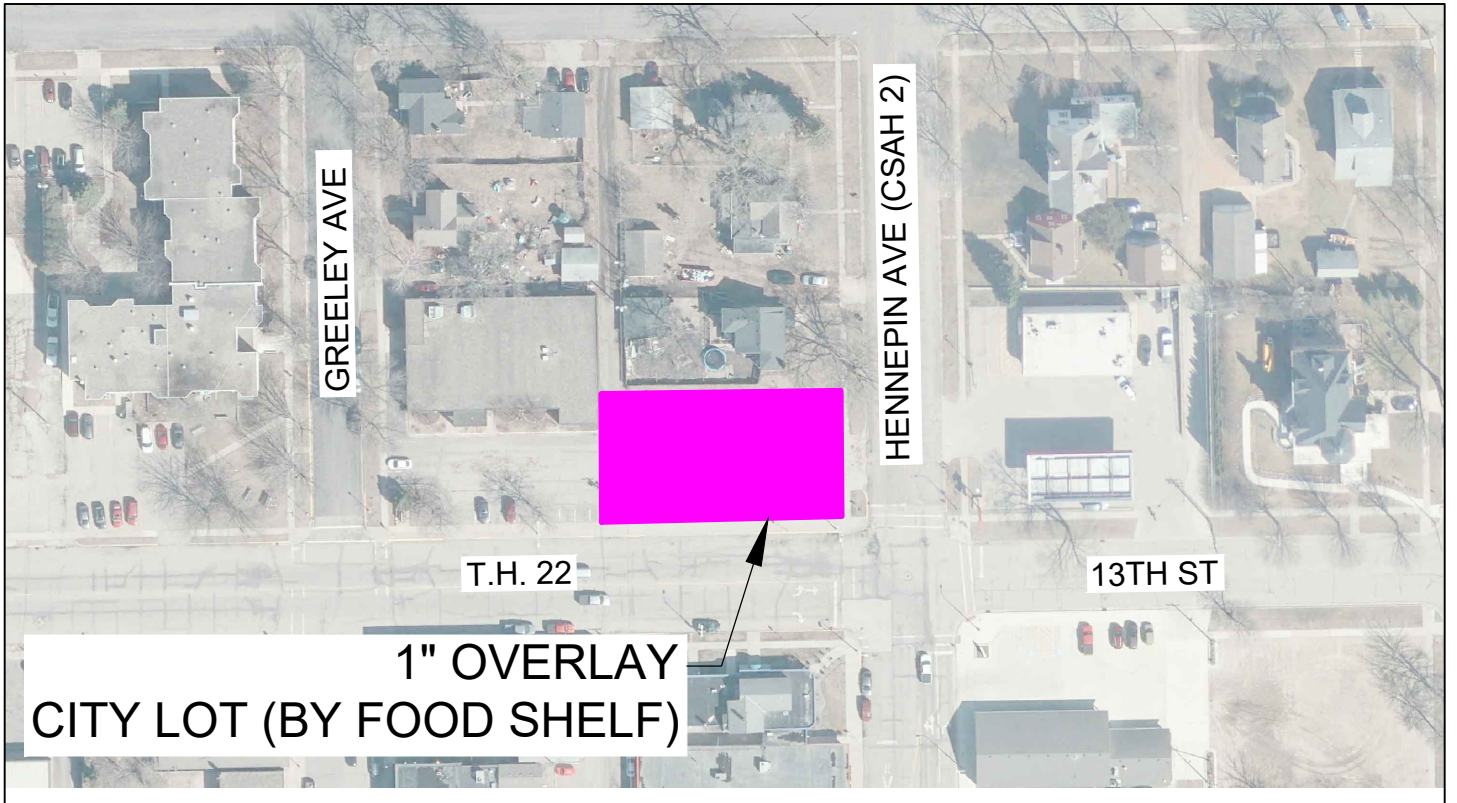 GREELEY AVE
HENNEPIN AVE (CSAH 2)
T.H. 22
13TH ST
1" OVERLAY
CITY LOT (BY FOOD SHELF)